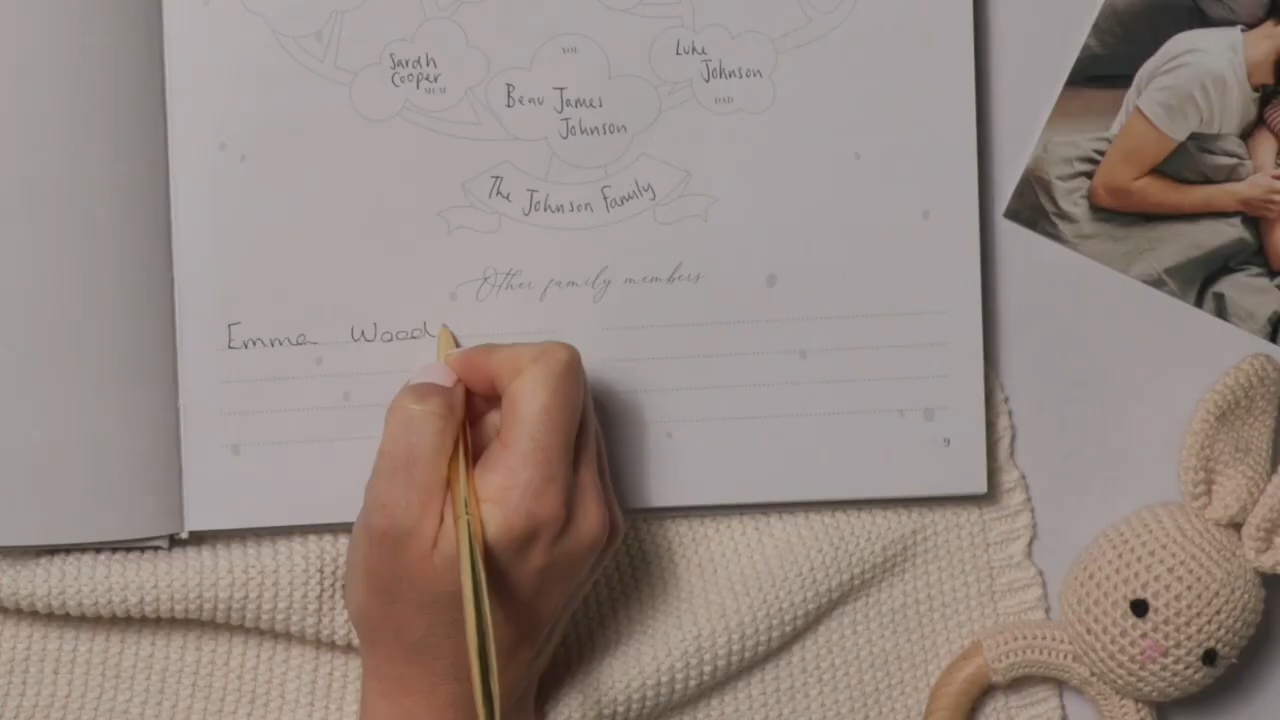 Sarah
Cooper
MUM
YOU
Beau James
Johnson
Luke
Johnson
DAD
The Johnson Family
Other family members
Emma Wood
9